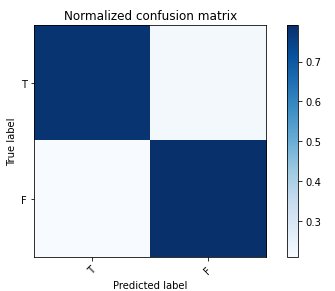 Normalized confusion matrix
T
F
True label
T
F
Predicted label
0.7
0.6
0.5
0.4
0.3